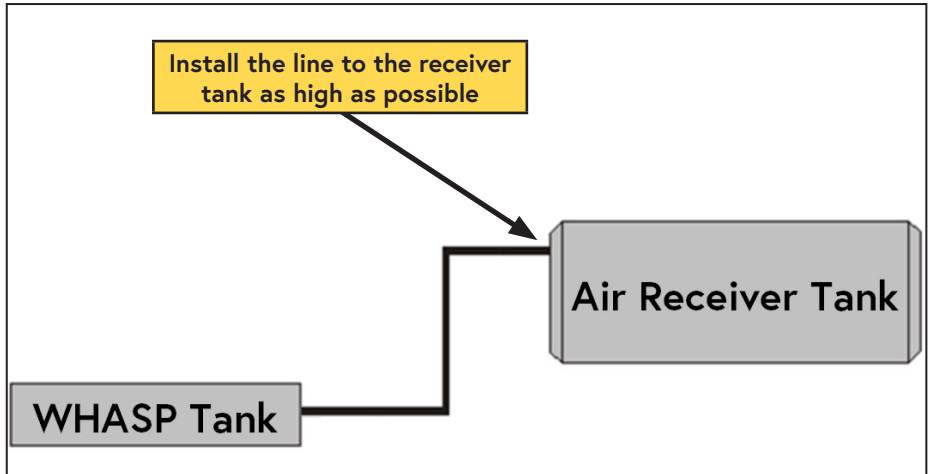 Install the line to the receiver
tank as high as possible
Air Receiver Tank
WHASP Tank